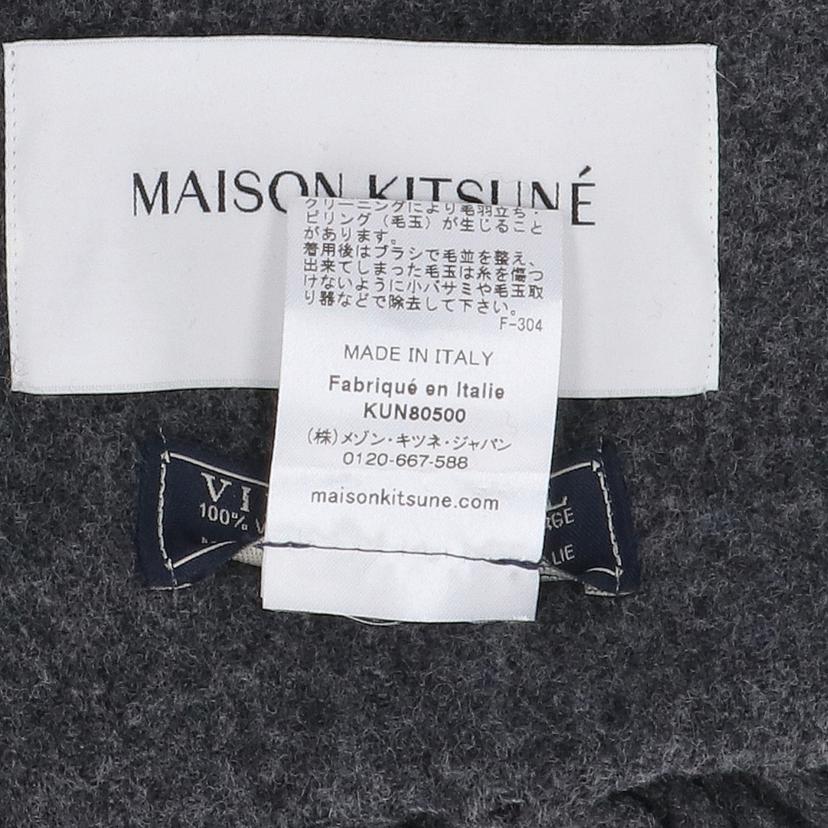 MAISON KITSUNÉ
クリーニングにより毛羽立ち・
ピリング（毛玉）が生じること
があります。
着用後はブラシで毛並を整え、
出来てしまった毛玉は糸を傷つ
けないように小バサミや毛玉取
り器などで除去して下さい。
F-304
MADE IN ITALY
Fabriqué en Italie
KUN80500
(株)メゾン・キツネ・ジャパン
0120-667-588
maisonkitsune.com
100%